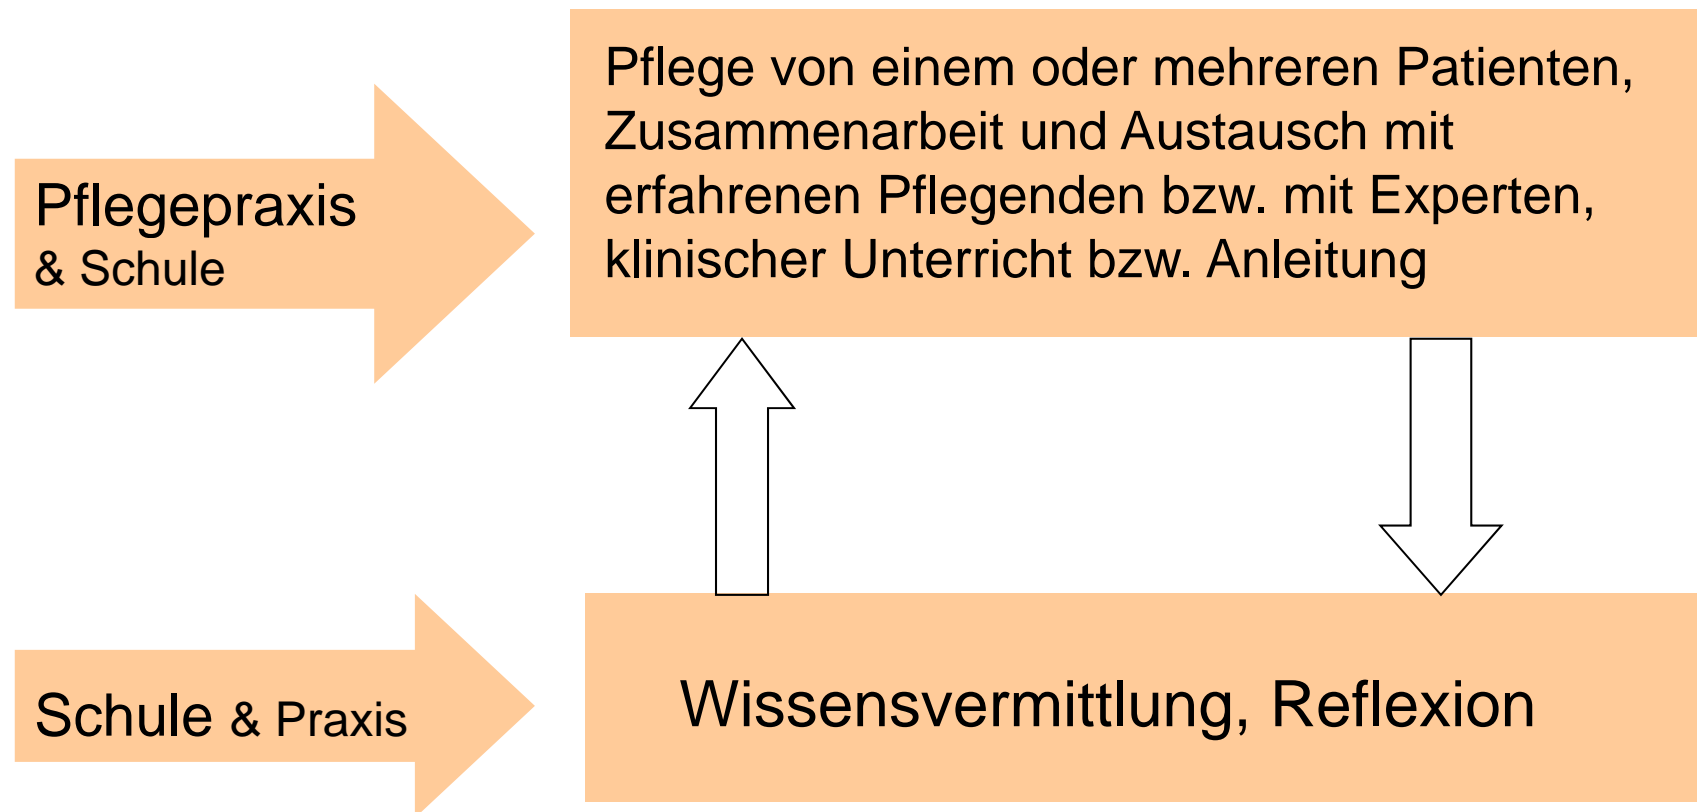 Pflegepraxis
& Schule
Pflege von einem oder mehreren Patienten,
Zusammenarbeit und Austausch mit
erfahrenen Pflegenden bzw. mit Experten,
klinischer Unterricht bzw. Anleitung
Schule & Praxis
Wissensvermittlung, Reflexion